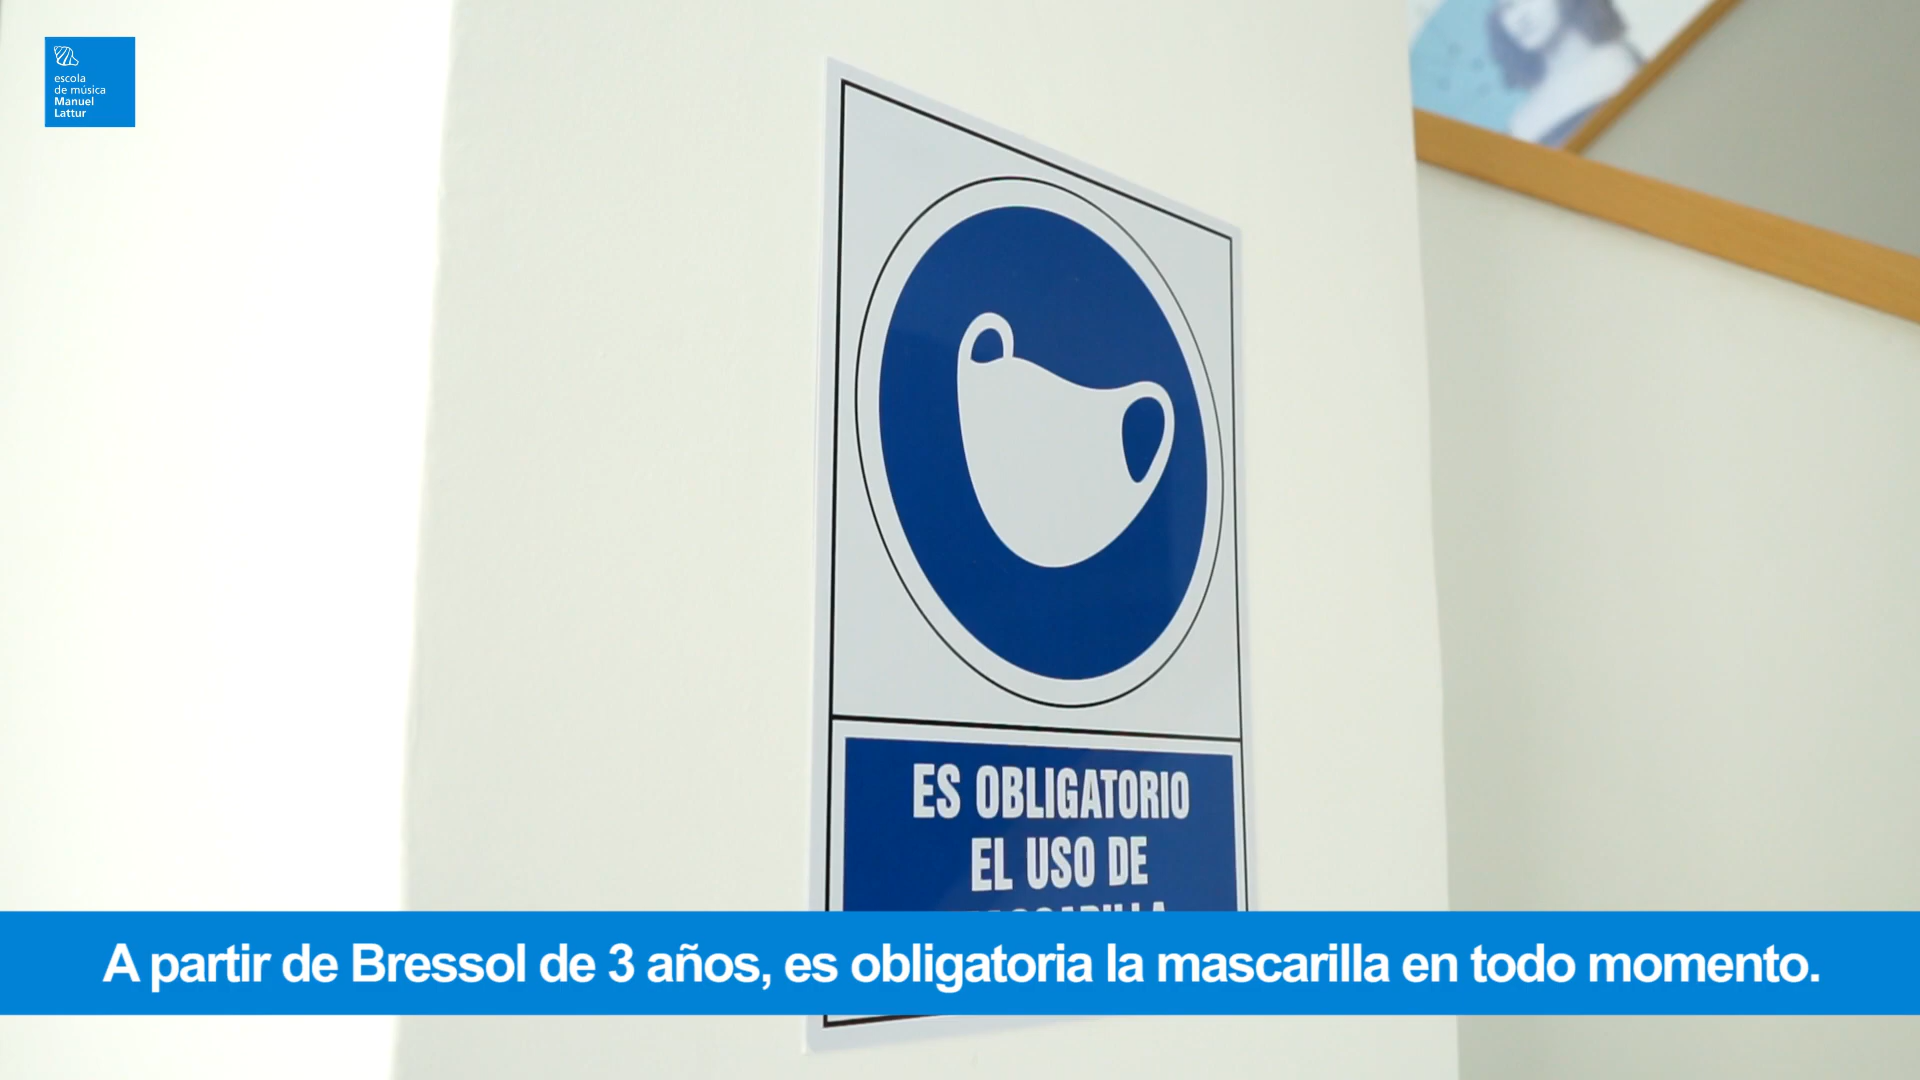 escola
de música
Manuel
Lattur
ES OBLIGATORIO
EL USO DE
A partir de Bressol de 3 años, es obligatoria la mascarilla en todo momento.